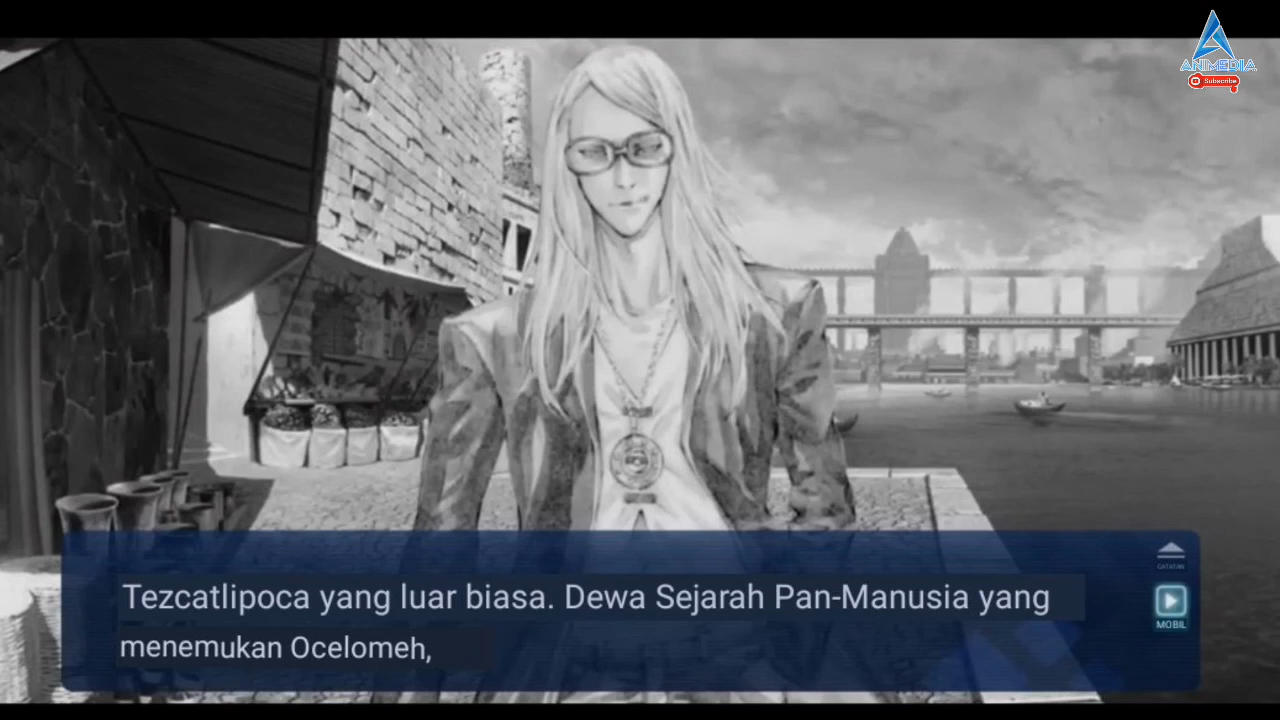 ANIMEDIA
Subscribe
Tezcatlipoca yang luar biasa. Dewa Sejarah Pan-Manusia yang
menemukan Ocelomeh,
CATATAN
MOBIL